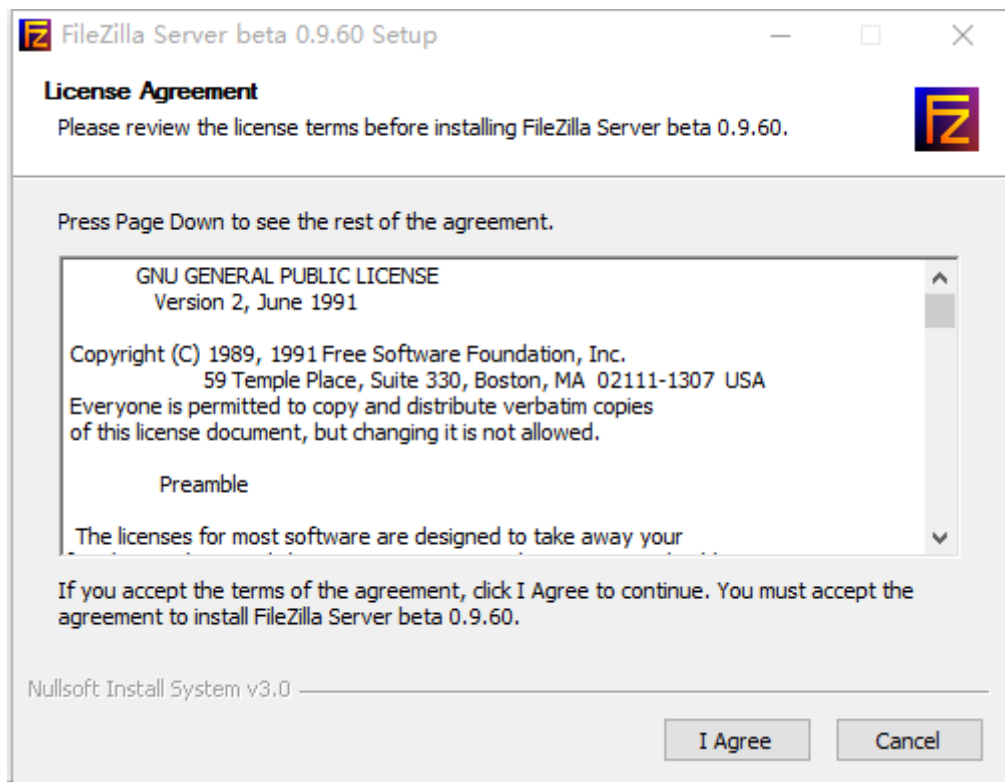 FileZilla Server beta 0.9.60 Setup
License Agreement
Please review the license terms before installing FileZilla Server beta 0.9.60.
Press Page Down to see the rest of the agreement.
GNU GENERAL PUBLIC LICENSE
Version 2, June 1991
Copyright (C) 1989, 1991 Free Software Foundation, Inc.
59 Temple Place, Suite 330, Boston, MA 02111-1307 USA
Everyone is permitted to copy and distribute verbatim copies
of this license document, but changing it is not allowed.
Preamble
The licenses for most software are designed to take away your
If you accept the terms of the agreement, click I Agree to continue. You must accept the
agreement to install FileZilla Server beta 0.9.60.
Nullsoft Install System v3.0
I Agree
Cancel